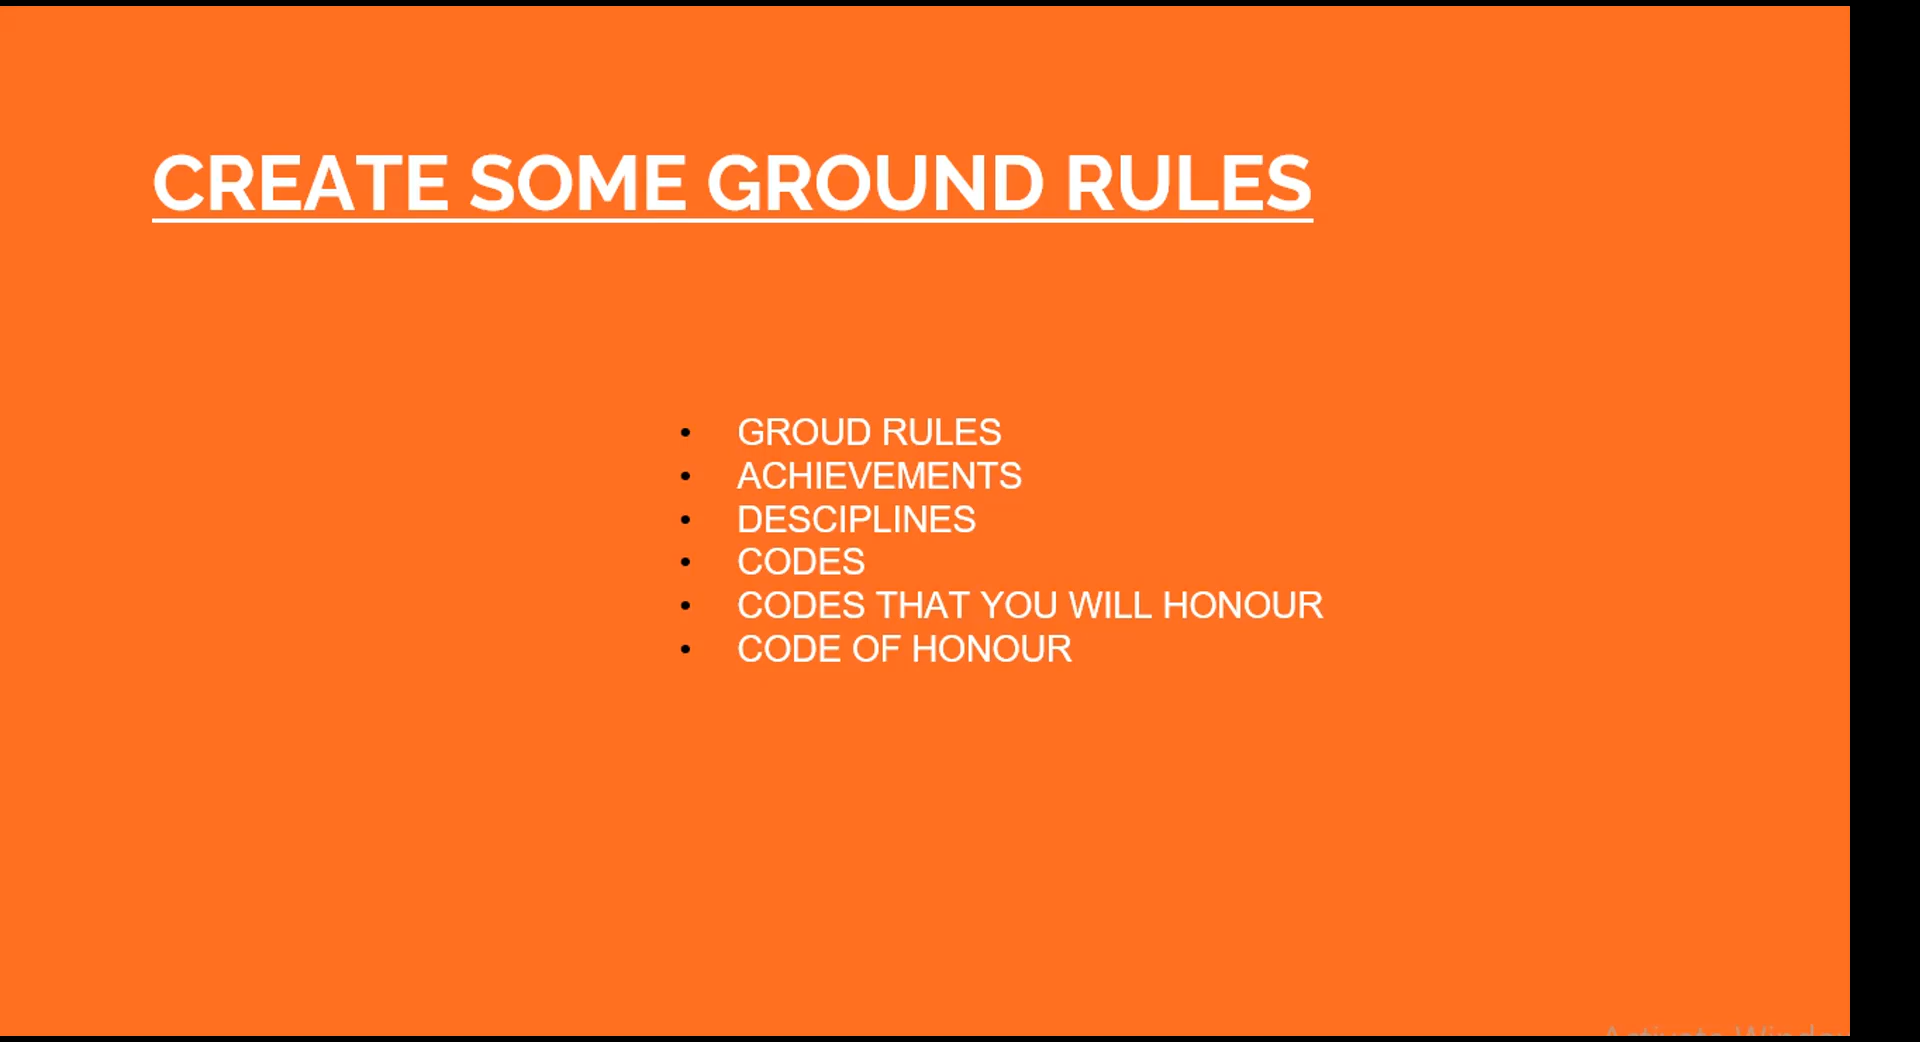 CREATE SOME GROUND RULES
• GROUD RULES
• ACHIEVEMENTS
• DESCIPLINES
• CODES
• CODES THAT YOU WILL HONOUR
• CODE OF HONOUR